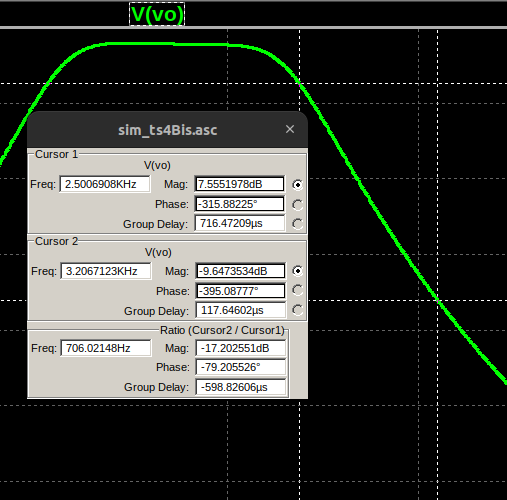 V(vo)
sim_ts4Bis.asc ×
Cursor 1
V(vo)
Freq: 2.5006908KHz Mag: 7.5551978dB
Phase: -315.88225°
Group Delay: 716.47209µs
Cursor 2
V(vo)
Freq: 3.2067123KHz Mag: -9.6473534dB
Phase: -395.08777°
Group Delay: 117.64602µs
Ratio (Cursor2 / Cursor1)
Freq: 706.02148Hz Mag: -17.202551dB
Phase: -79.205526°
Group Delay: -598.82606µs